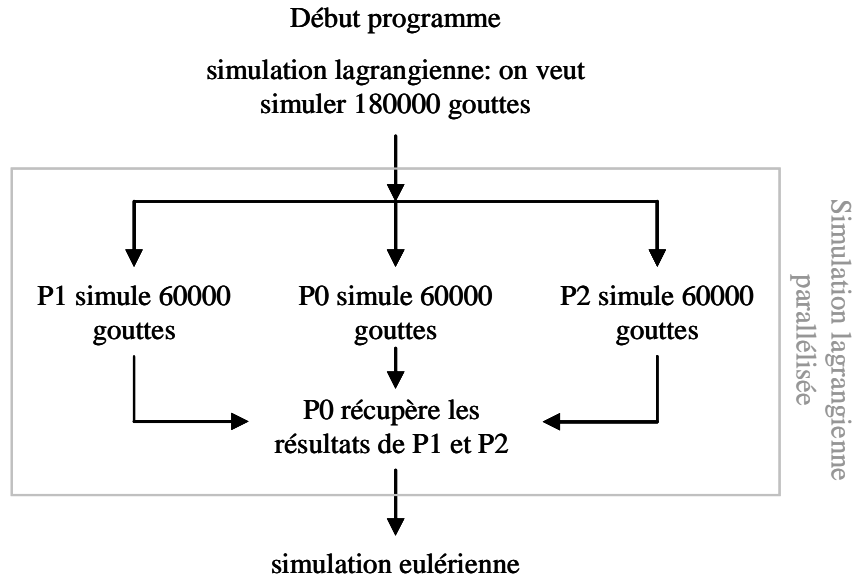 Début programme
simulation lagrangienne: on veut
simuler 180000 gouttes
P1 simule 60000
gouttes
P0 simule 60000
gouttes
P2 simule 60000
gouttes
P0 récupère les
résultats de P1 et P2
simulation eulérienne
Simulation lagrangienne
parallélisée